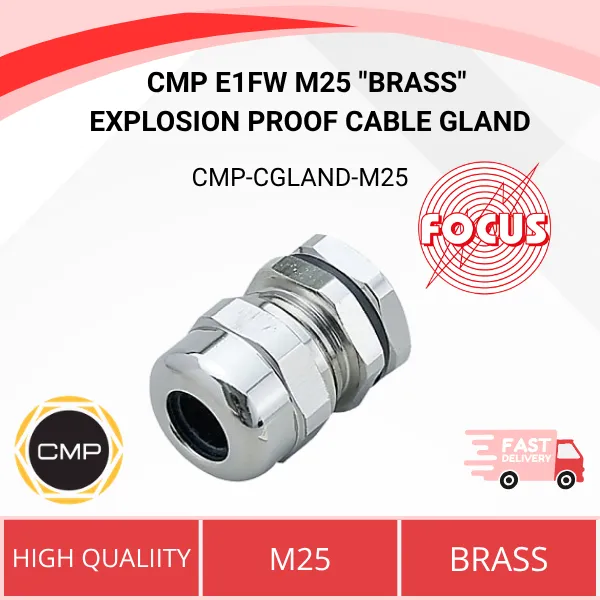 CMP E1FW M25 "BRASS"
EXPLOSION PROOF CABLE GLAND
CMP-CGLAND-M25
FOCUS
CMP
FAST
DELIVERY
HIGH QUALIITY
M25
BRASS